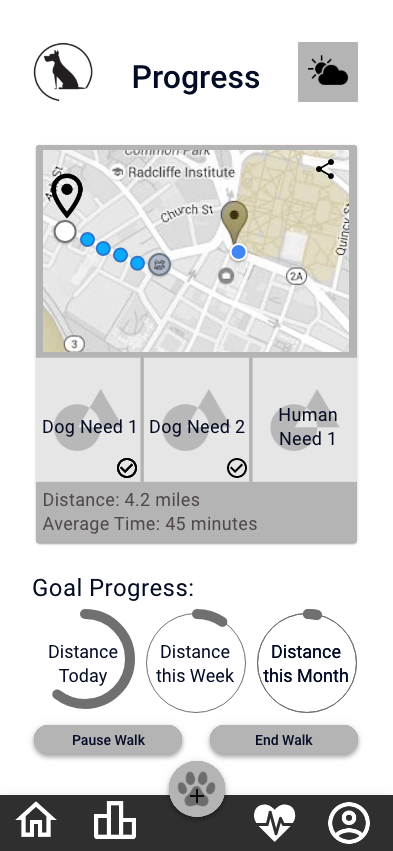 Progress
Common Park
Radcliffe Institute
Church St
Quincy
2A
3
Dog Need 1
Dog Need 2
Human
Need 1
Distance: 4.2 miles
Average Time: 45 minutes
Goal Progress:
Distance
Today
Distance
this Week
Distance
this Month
Pause Walk
End Walk